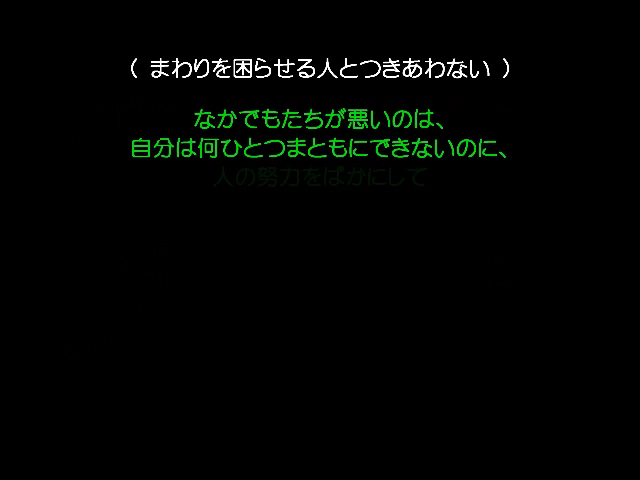 ( まわりを困らせる人とつきあわない )
なかでもたちが悪いのは、
自分は何ひとつまともにできないのに、
人の努力をばかにして